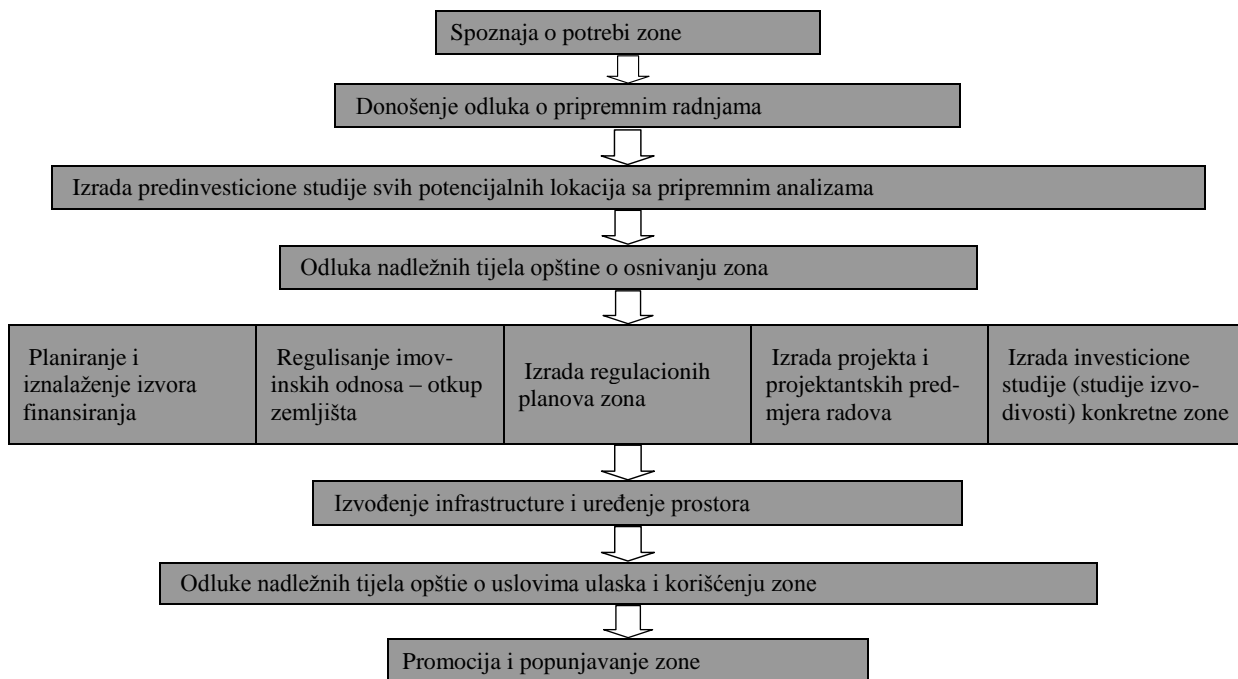 Spoznaja o potrebi zone
Donošenje odluka o pripremnim radnjama
Izrada predinvesticione studije svih potencijalnih lokacija sa pripremnim analizama
Odluka nadležnih tijela opštine o osnivanju zona
Planiranje i
iznalaženje izvora
finansiranja
Regulisanje imov-
inskih odnosa – otkup
zemljišta
Izrada regulacionih
planova zona
Izrada projekta i
projektantskih pred-
mjera radova
Izrada investicione
studije (studije izvo-
divosti) konkretne zone
Izvođenje infrastructure i uređenje prostora
Odluke nadležnih tijela opštie o uslovima ulaska i korišćenju zone
Promocija i popunjavanje zone